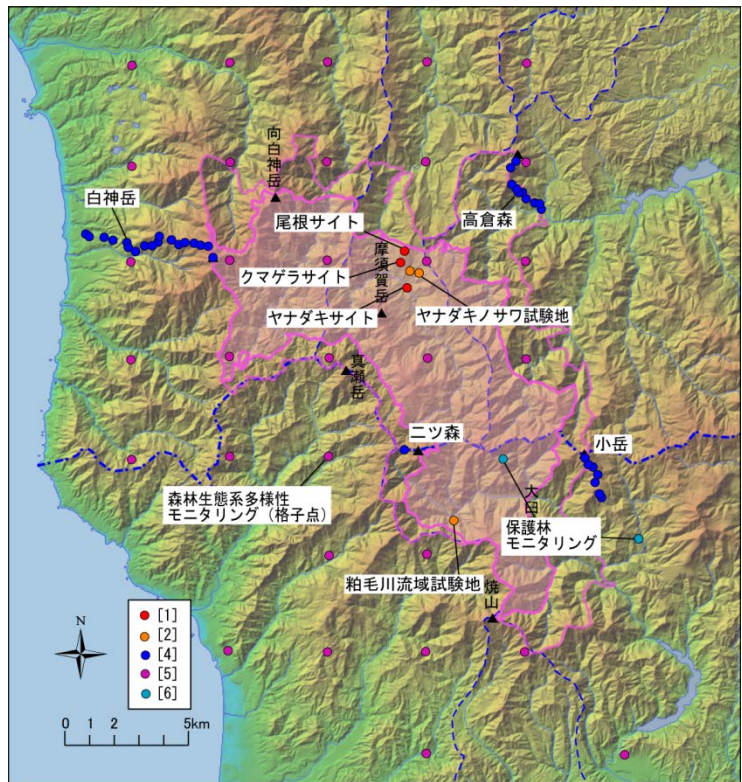 向白神岳
白神岳
尾根サイト
高倉森
摩須賀岳
クマゲラサイト
ヤナダキサイト
ヤナダキノサワ試験地
真瀬岳
二ツ森
小岳
森林生態系多様性
モニタリング（格子点）
保護林
モニタリング
粕毛川流域試験地
焼山
N
[1]
[2]
[4]
[5]
[6]
0 1 2 5km